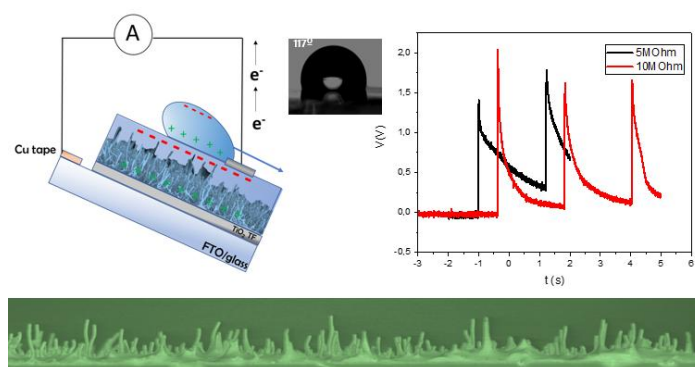 A
e-
e-
Cu tape
TiO₂ TF
FTO/glass
117º
5MOhm
10MOhm
V(V)
2,0
1,5
1,0
0,5
0,0
-0,5
-3 -2 -1 0 1 2 3 4 5 6
t (s)